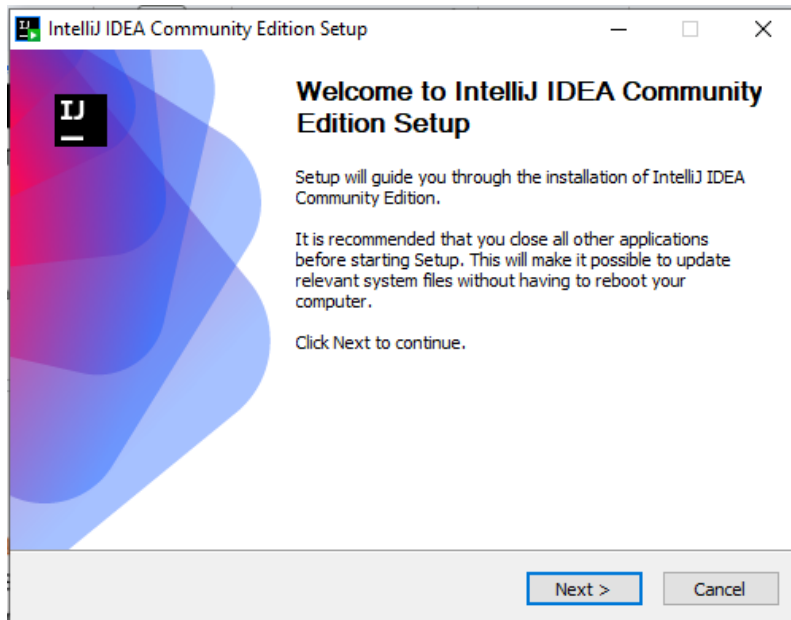 IntelliJ IDEA Community Edition Setup
IJ
Welcome to IntelliJ IDEA Community
Edition Setup
Setup will guide you through the installation of IntelliJ IDEA
Community Edition.
It is recommended that you close all other applications
before starting Setup. This will make it possible to update
relevant system files without having to reboot your
computer.
Click Next to continue.
Next >
Cancel